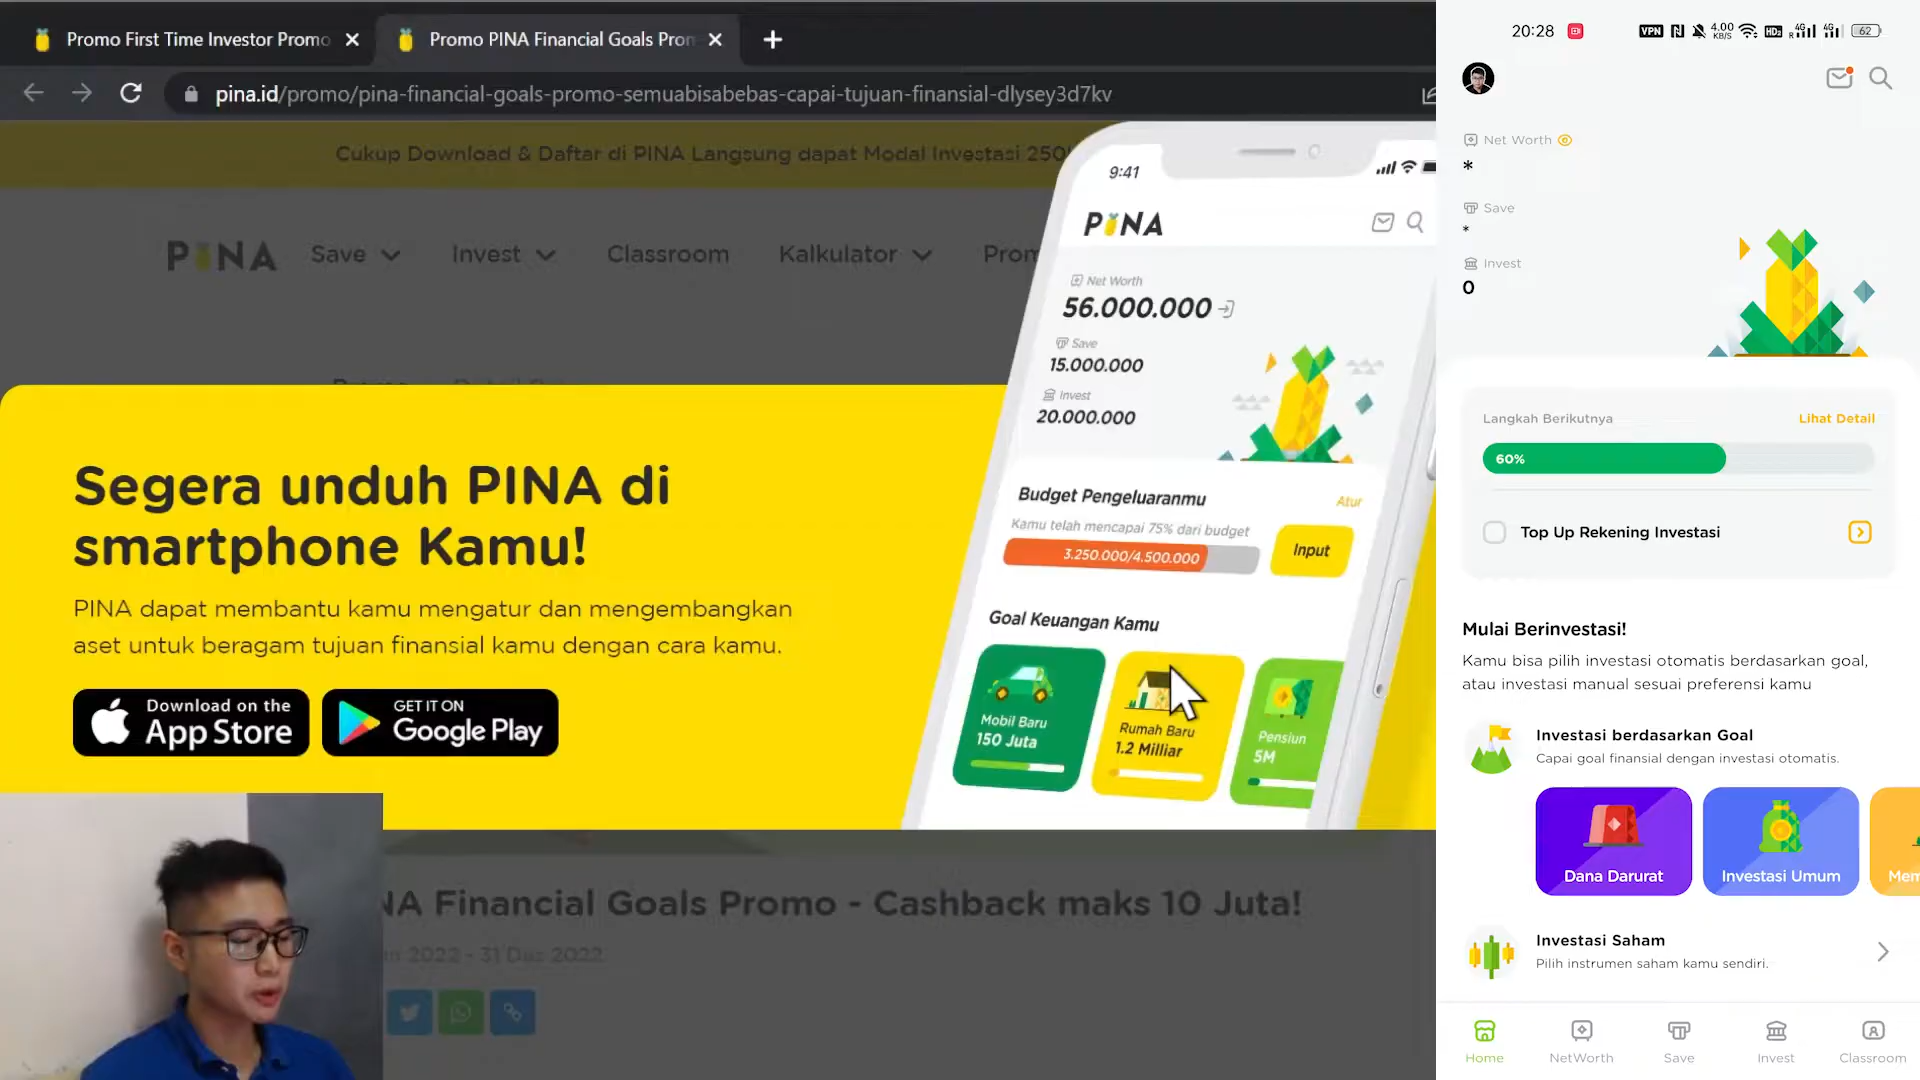 Promo First Time Investor Promo
Promo PINA Financial Goals Pron
pina.id/promo/pina-financial-goals-promo-semuabisabebas-capai-tujuan-finansial-dlysey3d7kv
Cukup Download & Daftar di PINA Langsung dapat Modal Investasi 250
PINA
Save
Invest
Classroom
Kalkulator
Prom
9:41
PINA
Net Worth
56.000.000
Save
15.000.000
Invest
20.000.000
Budget Pengeluaranmu
Atur
Kamu telah mencapai 75% dari budget
3.250.000/4.500.000
Input
Goal Keuangan Kamu
Mobil Baru
150 Juta
Rumah Baru
1.2 Milliar
Pensiun
5M
Segera unduh PINA di
smartphone Kamu!
PINA dapat membantu kamu mengatur dan mengembangkan
aset untuk beragam tujuan finansial kamu dengan cara kamu.
Download on the
App Store
GET IT ON
Google Play
NA Financial Goals Promo - Cashback maks 10 Juta!
2022 - 31 Des 2022
20:28
VPN
4.00
KB/S
HD2
4G
R
4G
62
Net Worth
*
Save
*
Invest
0
Langkah Berikutnya
Lihat Detail
60%
Top Up Rekening Investasi
Mulai Berinvestasi!
Kamu bisa pilih investasi otomatis berdasarkan goal,
atau investasi manual sesuai preferensi kamu
Investasi berdasarkan Goal
Capai goal finansial dengan investasi otomatis.
Dana Darurat
Investasi Umum
Mem
Investasi Saham
Pilih instrumen saham kamu sendiri.
Home
NetWorth
Save
Invest
Classroom